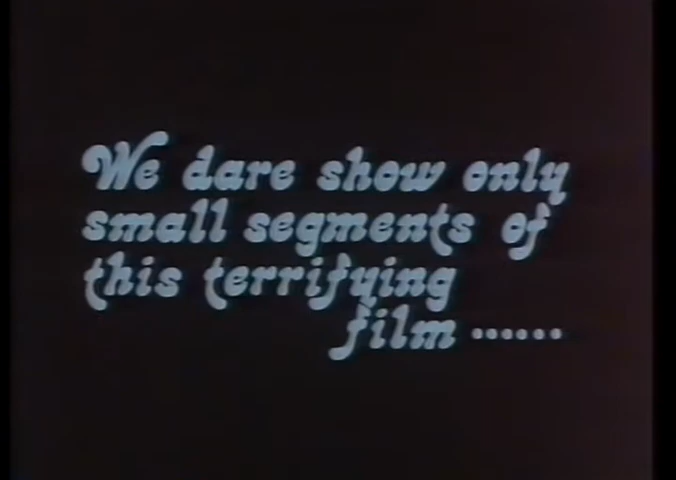 We dare show only
small segments of
this terrifying
film ......